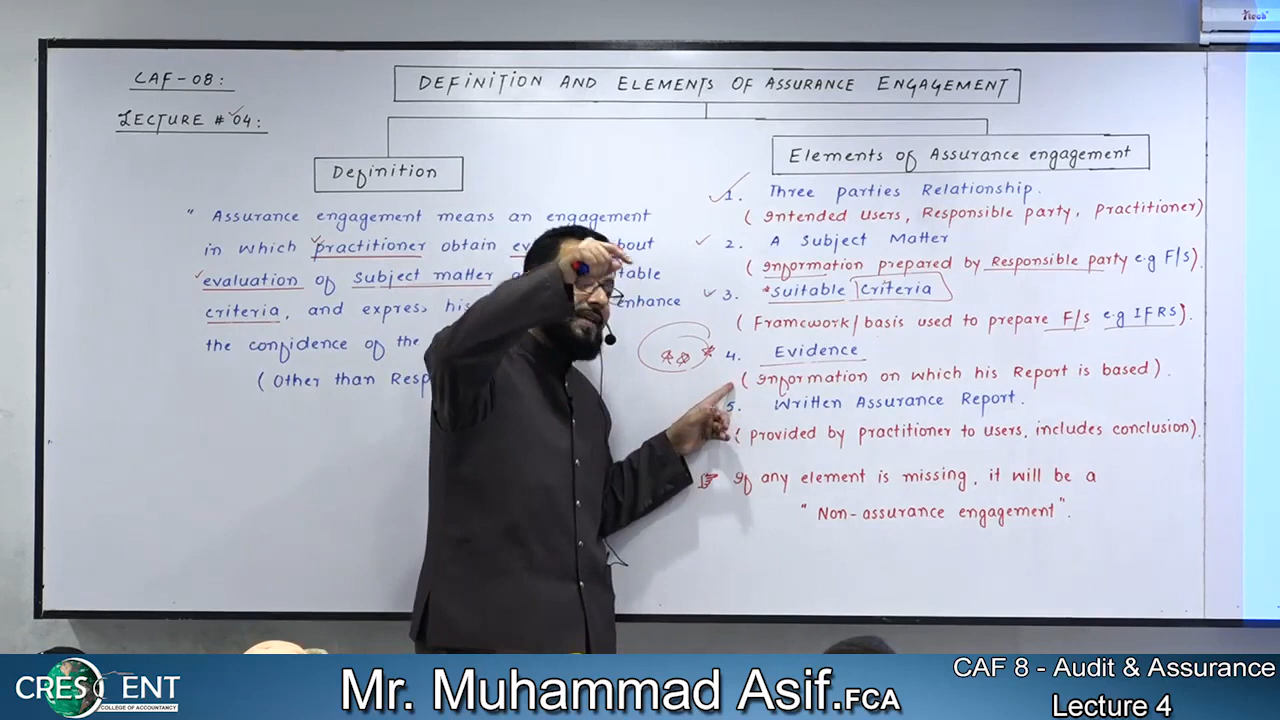 CAF-08:
LECTURE # 04:
DEFINITION AND ELEMENTS OF ASSURANCE ENGAGEMENT
Definition
" Assurance engagement means an engagement
in which practitioner obtain
evaluation of subject matter
criteria, and express his enhance
the confidence of the
( Other than
Elements of Assurance engagement
1. Three parties Relationship.
( Intended users, Responsible party, Practitioner)
2. A Subject Matter
( Information prepared by Responsible party e.g F/s).
3. *suitable Criteria
( Framework/basis used to prepare F/s e.g IFRS).
4. Evidence
( Information on which his Report is based).
5. Written Assurance Report.
( provided by practitioner to users, includes conclusion).
If any element is missing, it will be a
" Non-assurance engagement".
CRESCENT
COLLEGE OF ACCOUNTANCY
Mr. Muhammad Asif.FCA
CAF 8 - Audit & Assurance
Lecture 4